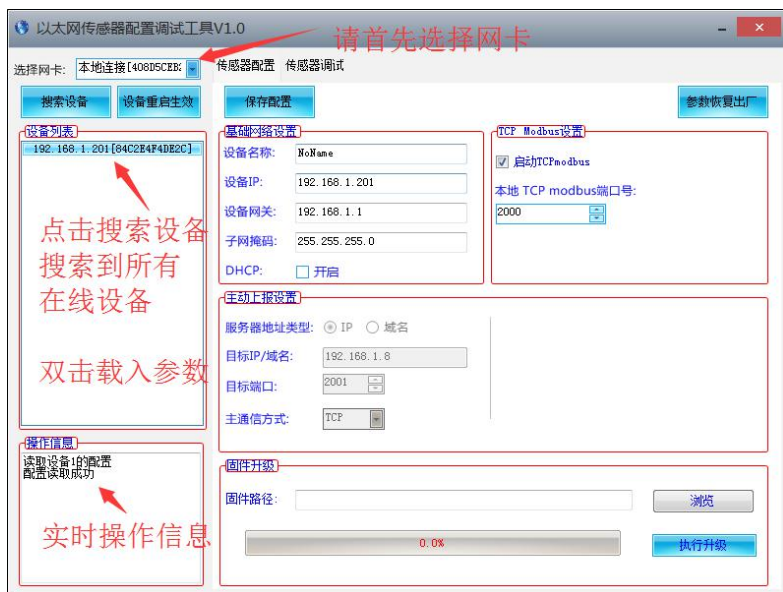 以太网传感器配置调试工具V1.0
请首先选择网卡
选择网卡: 本地连接[408D5CEB: 传感器配置 传感器调试
搜索设备 设备重启生效 保存配置 参数恢复出厂
设备列表
192.168.1.201[84C2E4F4DE2C]
点击搜索设备
搜索到所有
在线设备
双击载入参数
基础网络设置
设备名称: NoName
设备IP: 192.168.1.201
设备网关: 192.168.1.1
子网掩码: 255.255.255.0
DHCP: 开启
TCP Modbus设置
启动TCPmodbus
本地 TCP modbus端口号:
2000
主动上报设置
服务器地址类型: IP 域名
目标IP/域名: 192.168.1.8
目标端口: 2001
主通信方式: TCP
操作信息
读取设备1的配置
配置读取成功
实时操作信息
固件升级
固件路径: 浏览
0.0% 执行升级